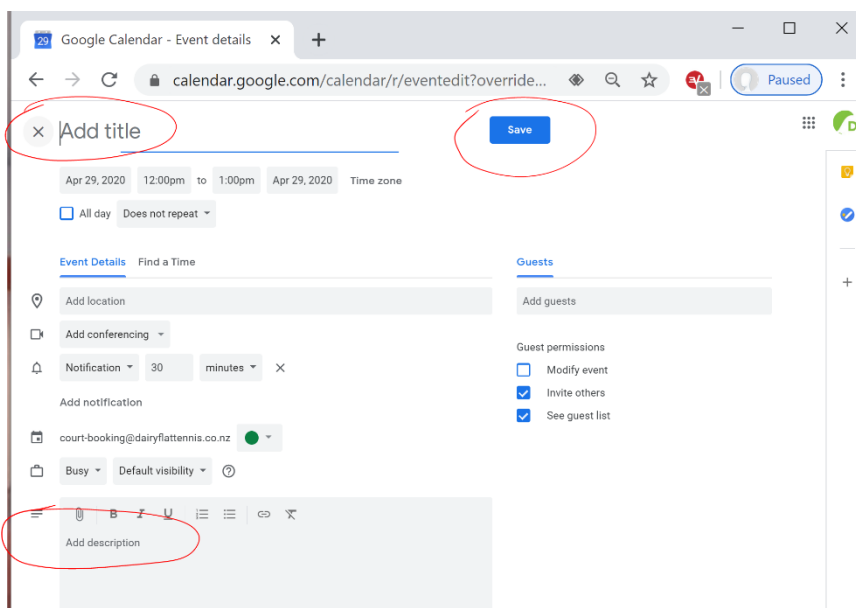 29 Google Calendar - Event details
calendar.google.com/calendar/r/eventedit?override... Paused
Add title Save
D
Apr 29, 2020 12:00pm to 1:00pm Apr 29, 2020 Time zone
All day Does not repeat
Event Details Find a Time Guests
Add location Add guests
Add conferencing
Guest permissions
Notification 30 minutes
Modify event
Invite others
Add notification
See guest list
court-booking@dairyflattennis.co.nz
Busy Default visibility
B I U
Add description